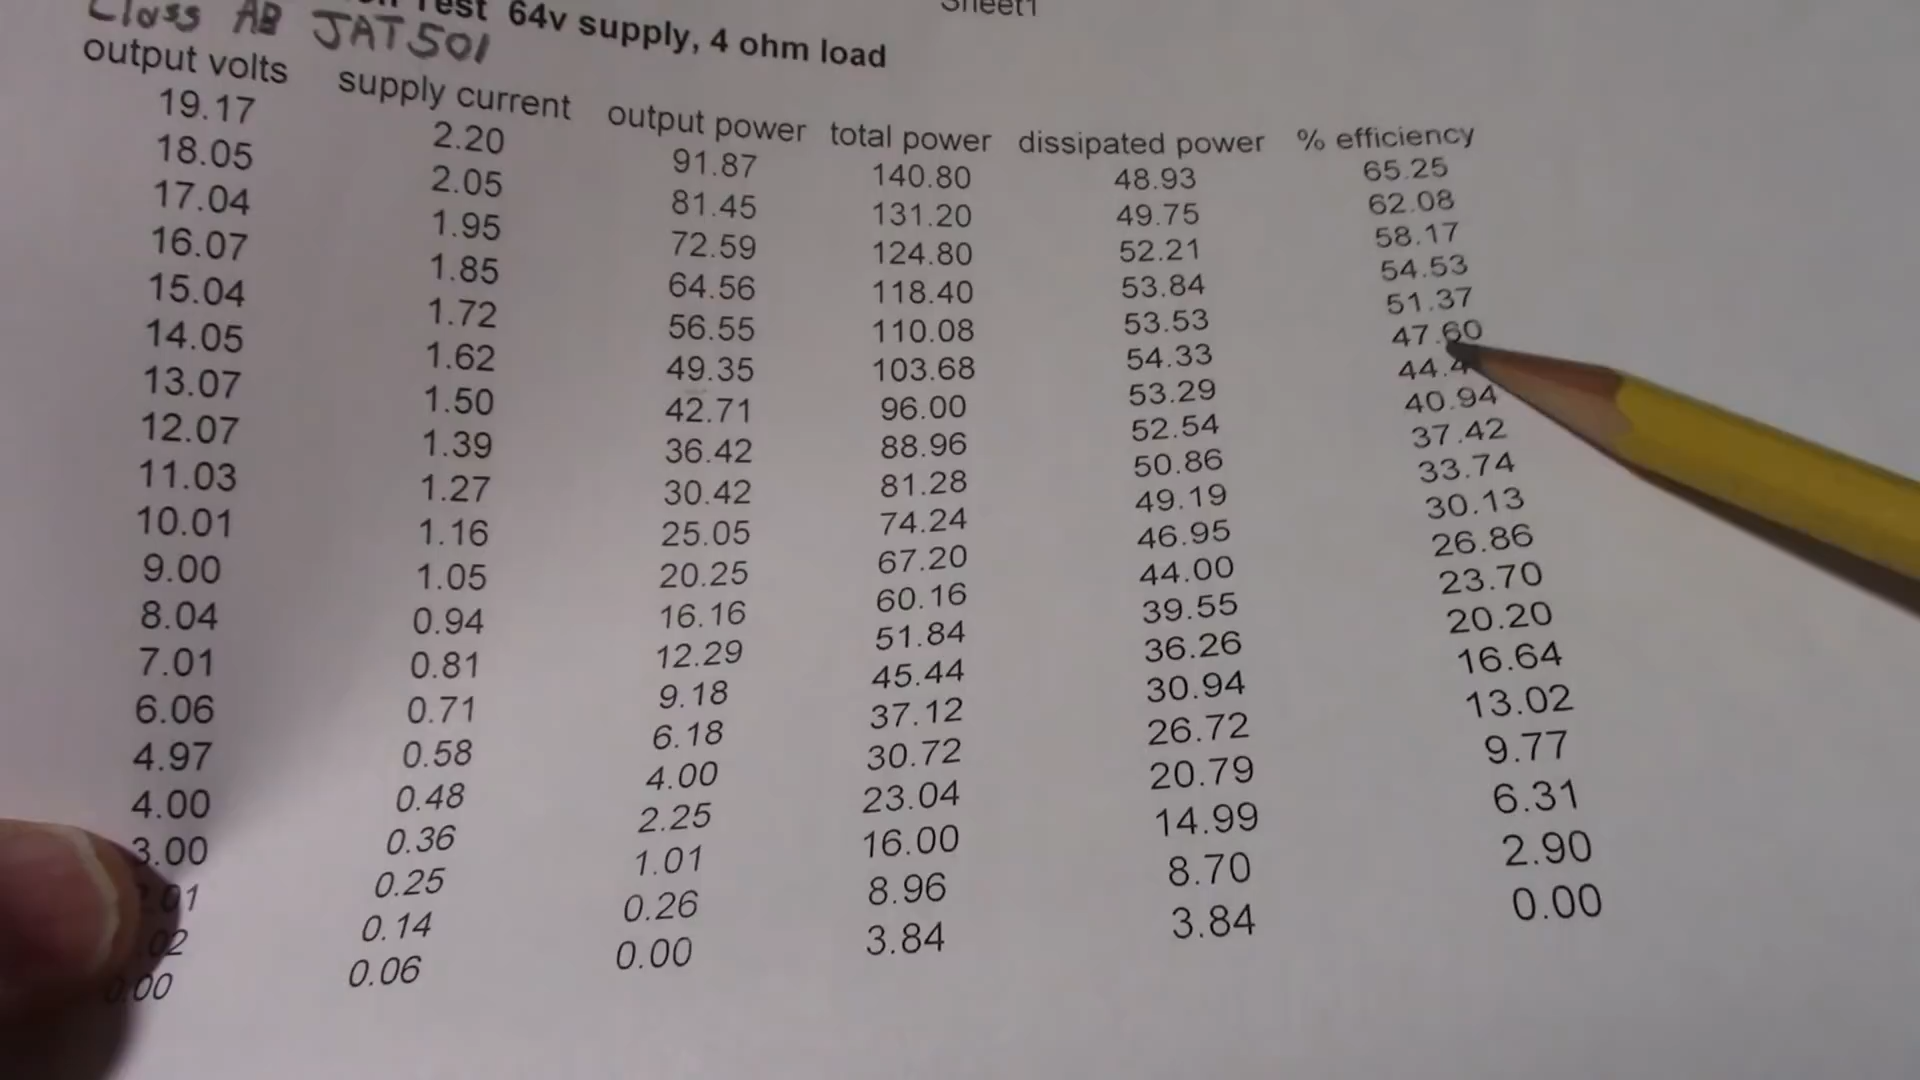 Sheet1
Test 64v supply, 4 ohm load
Class AB JAT501
output volts supply current output power total power dissipated power % efficiency
19.17 2.20 91.87 140.80 48.93 65.25
18.05 2.05 81.45 131.20 49.75 62.08
17.04 1.95 72.59 124.80 52.21 58.17
16.07 1.85 64.56 118.40 53.84 54.53
15.04 1.72 56.55 110.08 53.53 51.37
14.05 1.62 49.35 103.68 54.33 47.60
13.07 1.50 42.71 96.00 53.29 44.4
12.07 1.39 36.42 88.96 52.54 40.94
11.03 1.27 30.42 81.28 50.86 37.42
10.01 1.16 25.05 74.24 49.19 33.74
9.00 1.05 20.25 67.20 46.95 30.13
8.04 0.94 16.16 60.16 44.00 26.86
7.01 0.81 12.29 51.84 39.55 23.70
6.06 0.71 9.18 45.44 36.26 20.20
4.97 0.58 6.18 37.12 30.94 16.64
4.00 0.48 4.00 30.72 26.72 13.02
3.00 0.36 2.25 23.04 20.79 9.77
.01 0.25 1.01 16.00 14.99 6.31
.02 0.14 0.26 8.96 8.70 2.90
0.00 0.06 0.00 3.84 3.84 0.00